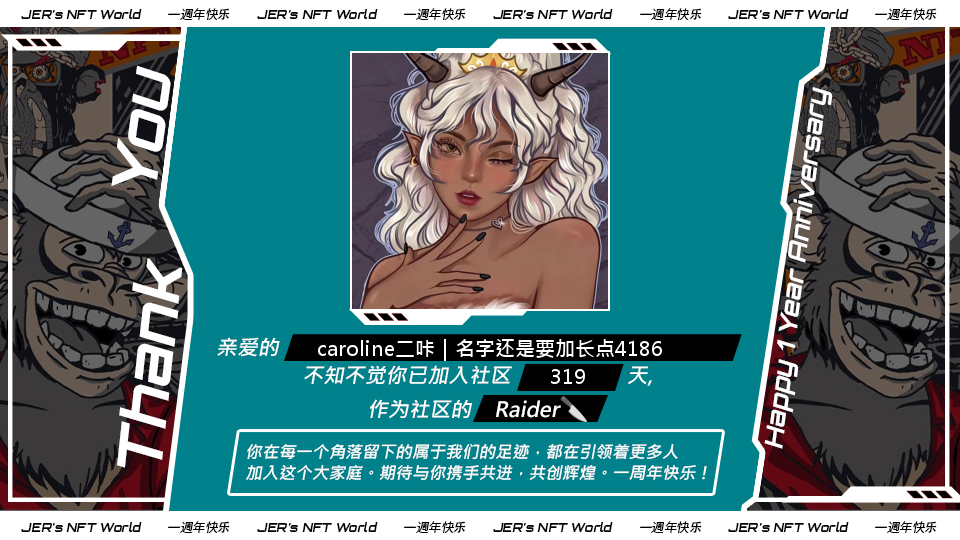 JER's NFT World 一週年快乐 JER's NFT World 一週年快乐 JER's NFT World 一週年快乐 JER's NFT World 一週年快乐
Thank You
Happy 1 Year Anniversary
亲爱的 caroline二咔 | 名字还是要加长点4186
不知不觉你已加入社区 319 天,
作为社区的 Raider🔪
你在每一个角落留下的属于我们的足迹，都在引领着更多人
加入这个大家庭。期待与你携手共进，共创辉煌。一周年快乐！
JER's NFT World 一週年快乐 JER's NFT World 一週年快乐 JER's NFT World 一週年快乐 JER's NFT World 一週年快乐